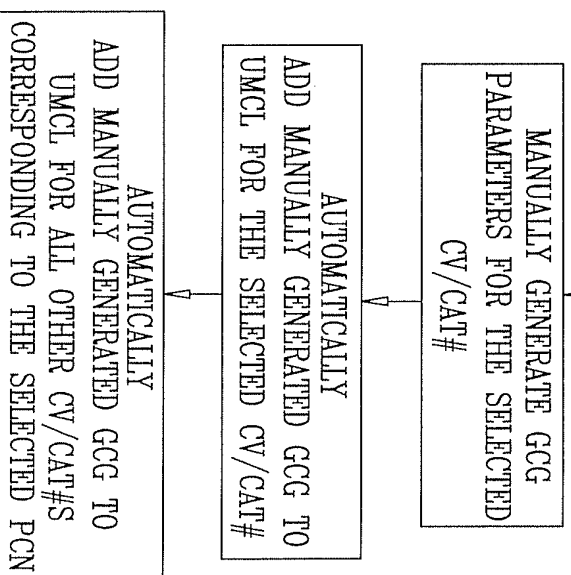 MANUALLY GENERATE GCG
PARAMETERS FOR THE SELECTED
CV/CAT#
AUTOMATICALLY
ADD MANUALLY GENERATED GCG TO
UMCL FOR THE SELECTED CV/CAT#
AUTOMATICALLY
ADD MANUALLY GENERATED GCG TO
UMCL FOR ALL OTHER CV/CAT#S
CORRESPONDING TO THE SELECTED PCN